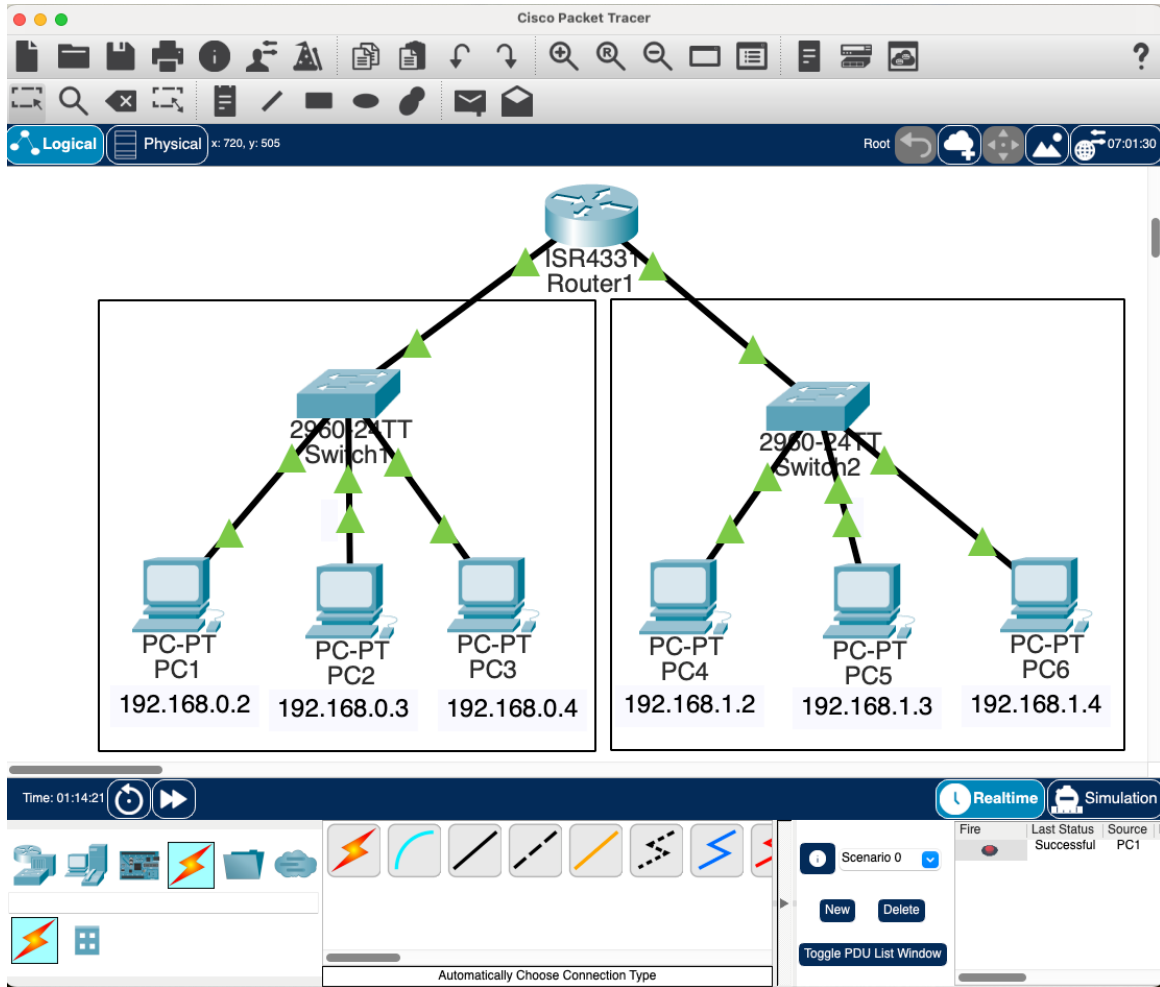 Cisco Packet Tracer
?
Logical
Physical
x: 720, y: 505
Root
07:01:30
ISR4331
Router1
2960-24TT
Switch1
2960-24TT
Switch2
PC-PT
PC1
PC-PT
PC2
PC-PT
PC3
PC-PT
PC4
PC-PT
PC5
PC-PT
PC6
192.168.0.2
192.168.0.3
192.168.0.4
192.168.1.2
192.168.1.3
192.168.1.4
Time: 01:14:21
Realtime
Simulation
Scenario 0
New
Delete
Toggle PDU List Window
Fire
Last Status
Source
Successful
PC1
Automatically Choose Connection Type